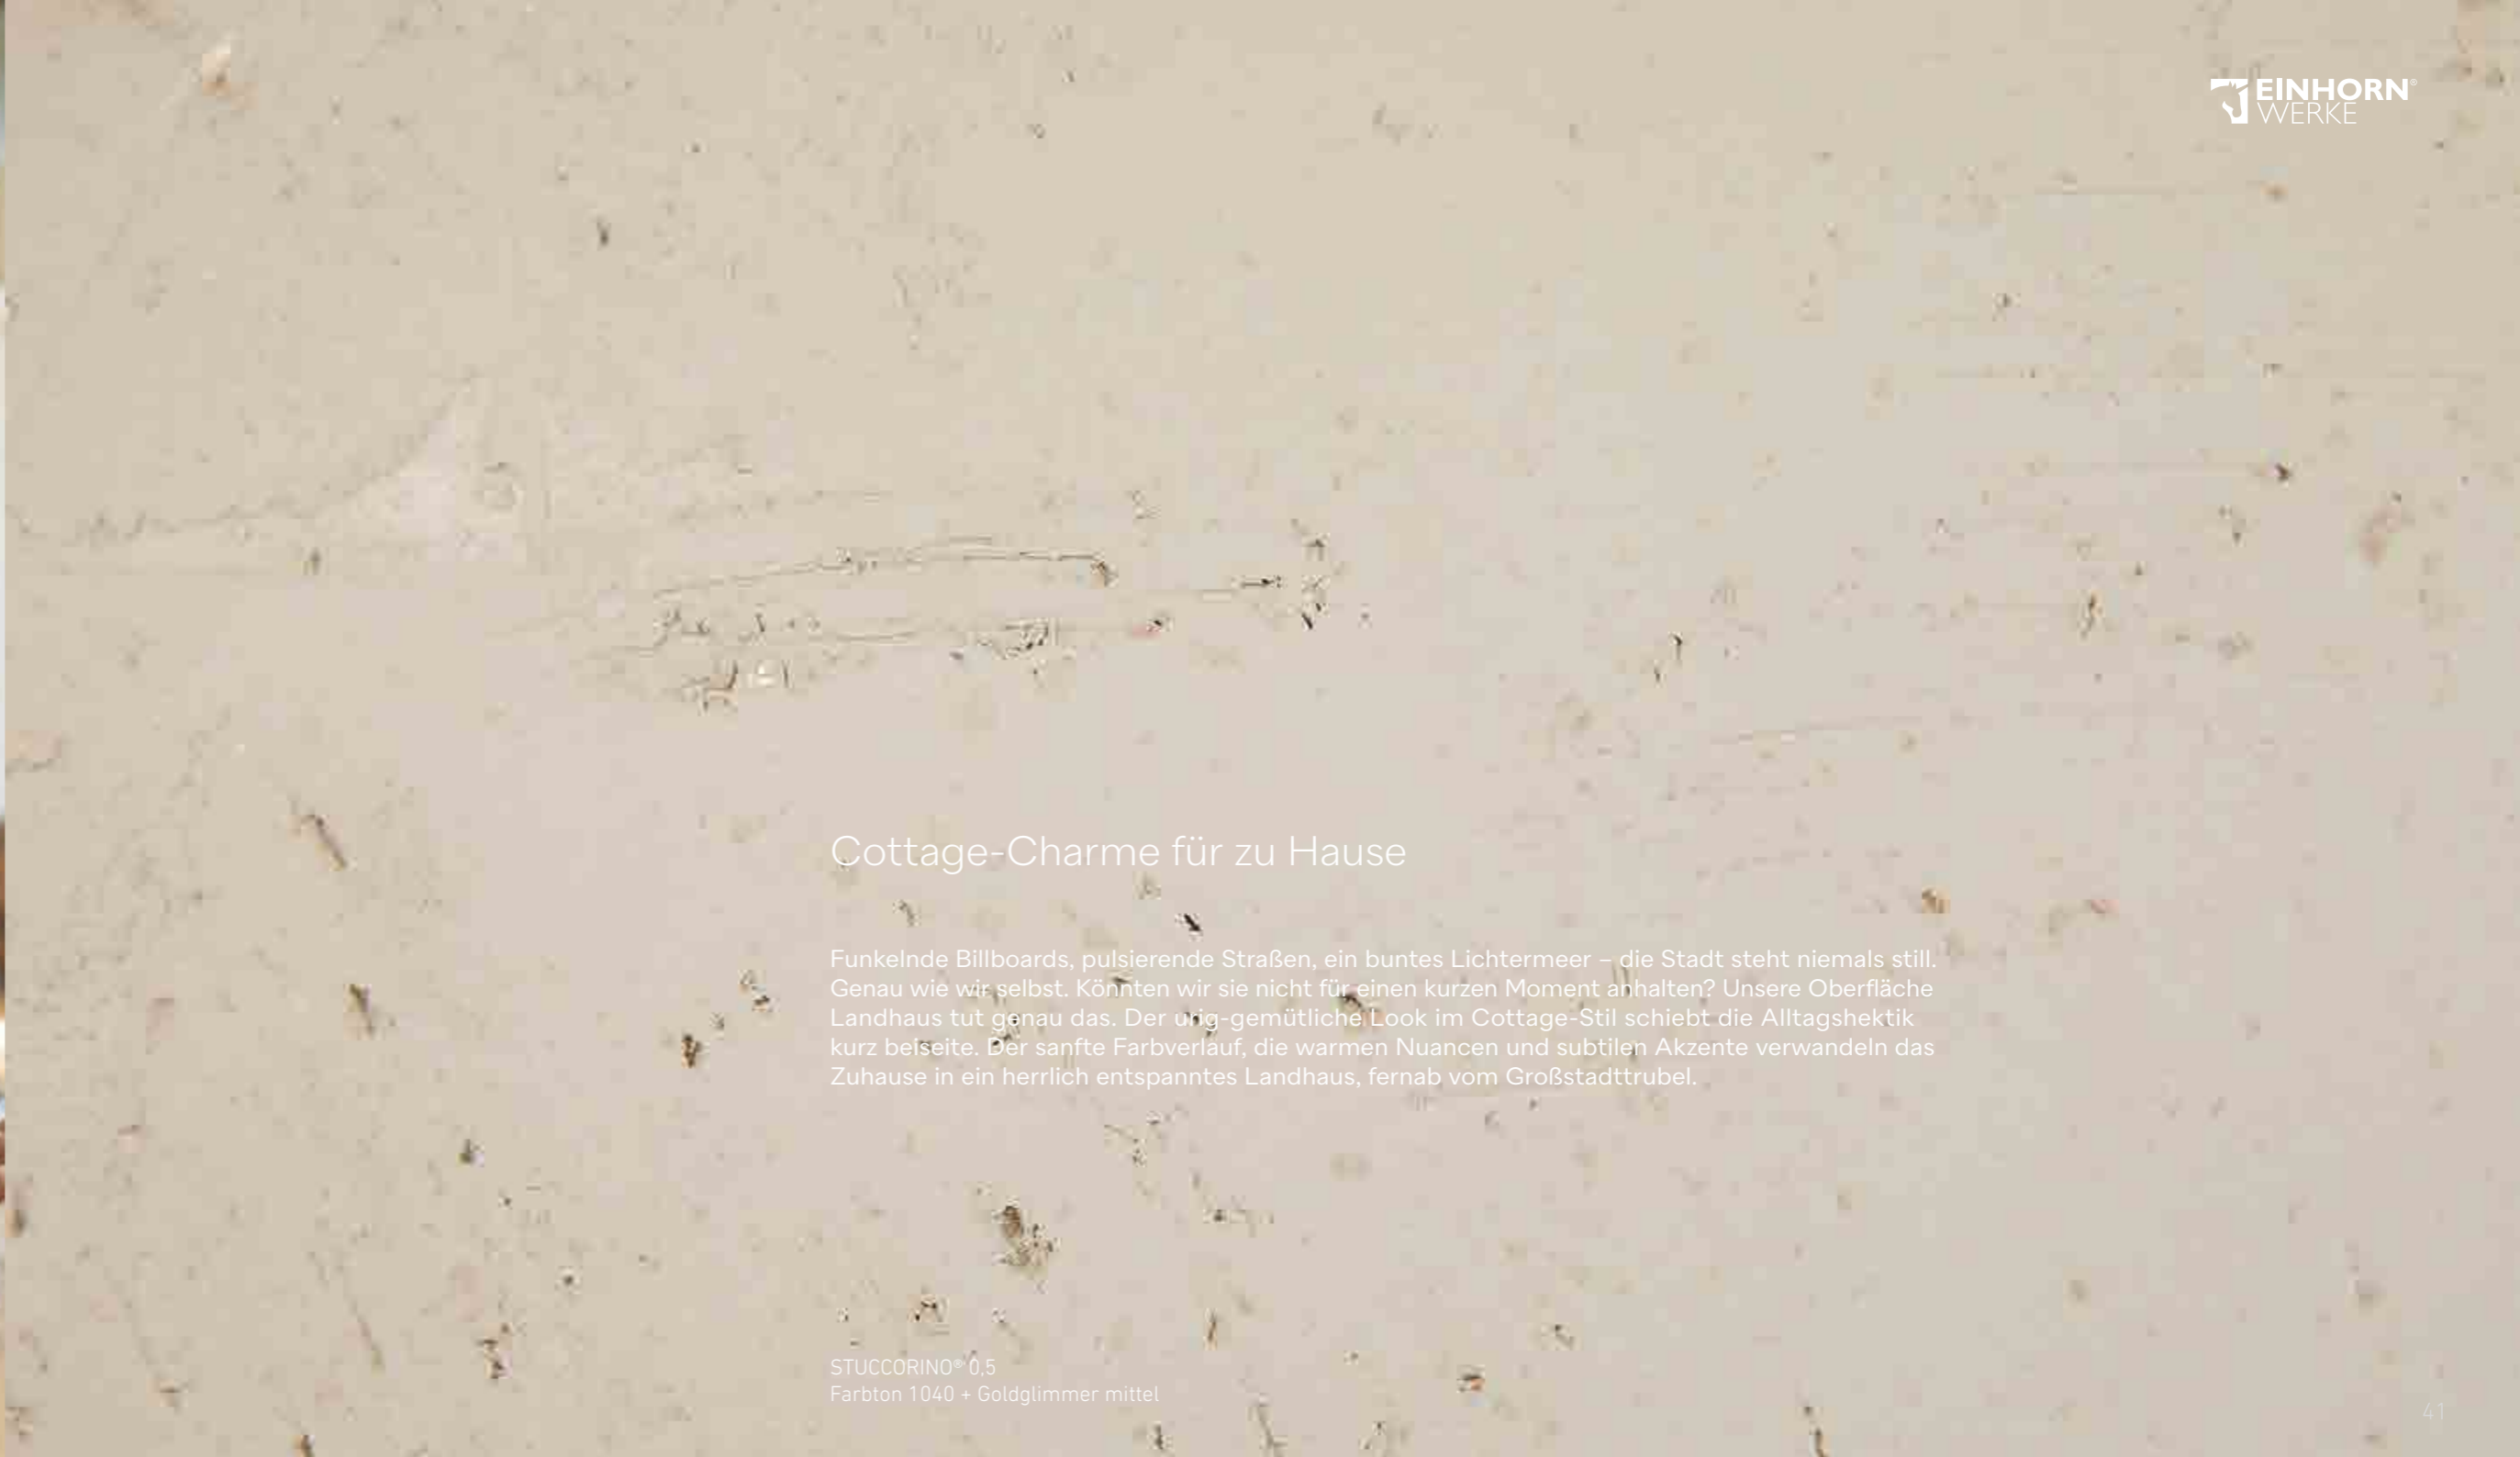 EINHORN®
WERKE
Cottage-Charme für zu Hause
Funkelnde Billboards, pulsierende Straßen, ein buntes Lichtermeer – die Stadt steht niemals still.
Genau wie wir selbst. Könnten wir sie nicht für einen kurzen Moment anhalten? Unsere Oberfläche
Landhaus tut genau das. Der urig-gemütliche Look im Cottage-Stil schiebt die Alltagshektik
kurz beiseite. Der sanfte Farbverlauf, die warmen Nuancen und subtilen Akzente verwandeln das
Zuhause in ein herrlich entspanntes Landhaus, fernab vom Großstadttrubel.
STUCCORINO® 0,5
Farbton 1040 + Goldglimmer mittel
41